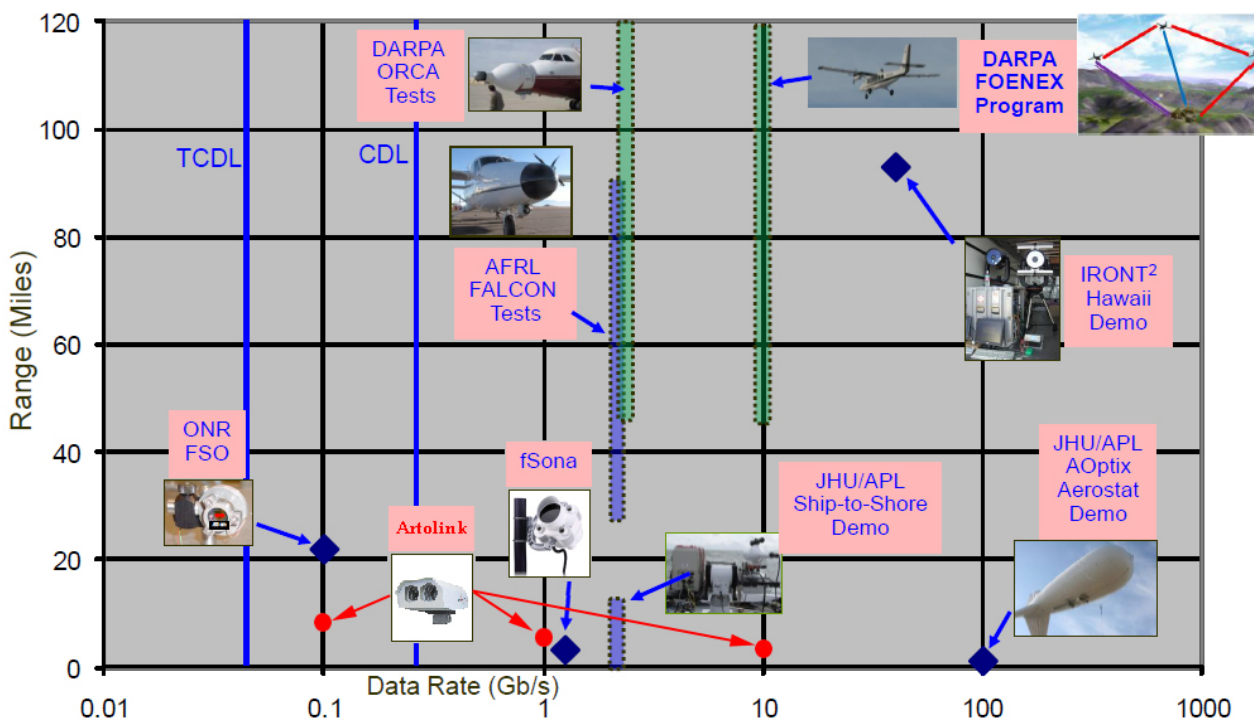 120
100
80
60
40
20
0
Range (Miles)
DARPA
ORCA
Tests
DARPA
FOENEX
Program
TCDL
CDL
AFRL
FALCON
Tests
IRONT²
Hawaii
Demo
ONR
FSO
fSona
Artolink
JHU/APL
Ship-to-Shore
Demo
JHU/APL
AOptix
Aerostat
Demo
Data Rate (Gb/s)
0.01 0.1 1 10 100 1000